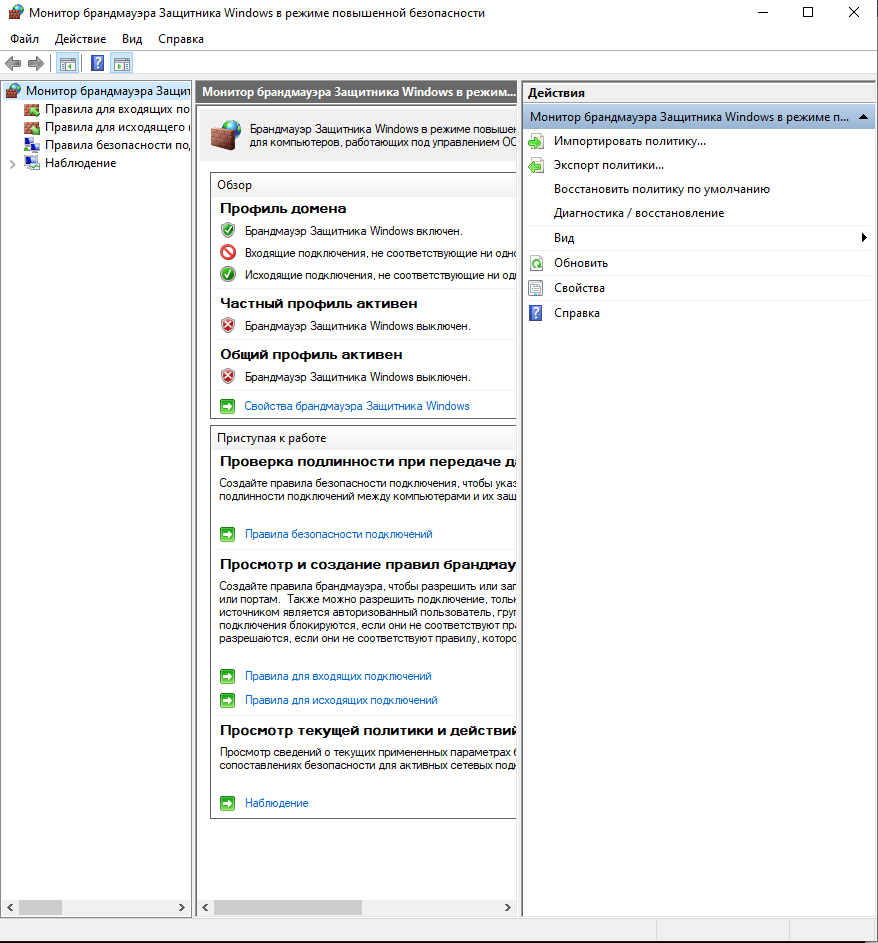 Монитор брандмауэра Защитника Windows в режиме повышенной безопасности
Файл Действие Вид Справка
Монитор брандмауэра Защит
Правила для входящих по
Правила для исходящего
Правила безопасности по
Наблюдение
Монитор брандмауэра Защитника Windows в режим...
Брандмауэр Защитника Windows в режиме повышен
для компьютеров, работающих под управлением ОС
Обзор
Профиль домена
Брандмауэр Защитника Windows включен.
Входящие подключения, не соответствующие ни одно
Исходящие подключения, не соответствующие ни од
Частный профиль активен
Брандмауэр Защитника Windows выключен.
Общий профиль активен
Брандмауэр Защитника Windows выключен.
Свойства брандмауэра Защитника Windows
Приступая к работе
Проверка подлинности при передаче д
Создайте правила безопасности подключения, чтобы указ
подлинности подключений между компьютерами и их защ
Правила безопасности подключений
Просмотр и создание правил брандмау
Создайте правила брандмауэра, чтобы разрешить или зап
или портам. Также можно разрешить подключение, тольк
источником является авторизованный пользователь, груп
подключения блокируются, если они не соответствуют пра
разрешаются, если они не соответствуют правилу, которо
Правила для входящих подключений
Правила для исходящих подключений
Просмотр текущей политики и действий
Просмотр сведений о текущих примененных параметрах б
сопоставлениях безопасности для активных сетевых подк
Наблюдение
Действия
Монитор брандмауэра Защитника Windows в режиме п...
Импортировать политику...
Экспорт политики...
Восстановить политику по умолчанию
Диагностика / восстановление
Вид
Обновить
Свойства
Справка